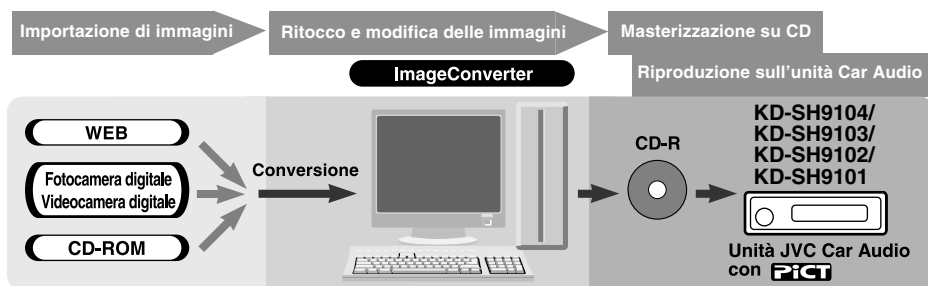 Importazione di immagini
Ritocco e modifica delle immagini
Masterizzazione su CD
ImageConverter
Riproduzione sull'unità Car Audio
WEB
Fotocamera digitale
Videocamera digitale
CD-ROM
Conversione
CD-R
KD-SH9104/
KD-SH9103/
KD-SH9102/
KD-SH9101
Unità JVC Car Audio
con PiCT